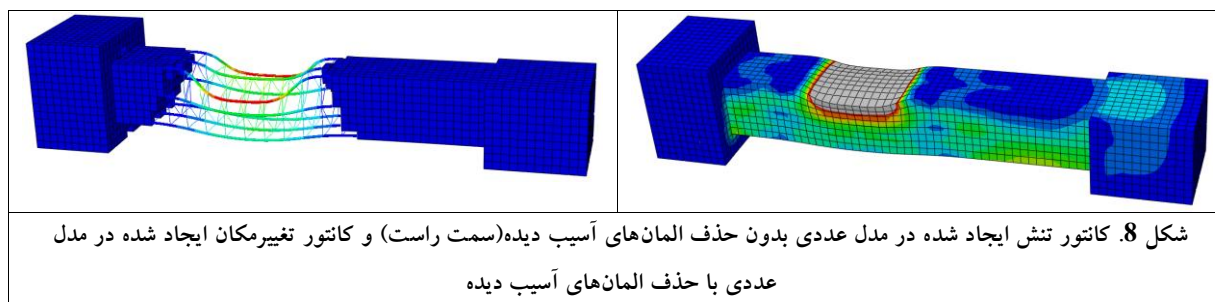 شکل 8. کانتور تنش ایجاد شده در مدل عددی بدون حذف المان‌های آسیب دیده(سمت راست) و کانتور تغییرمکان ایجاد شده در مدل
عددی با حذف المان‌های آسیب دیده